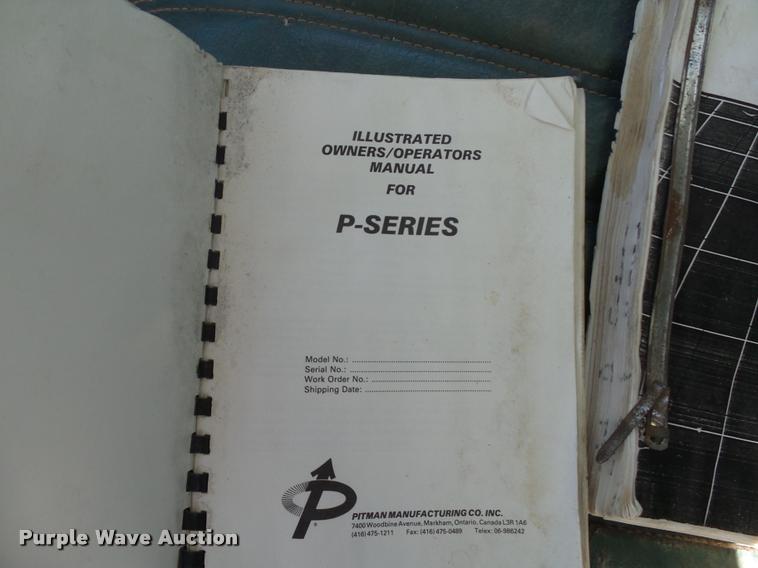 ILLUSTRATED
OWNERS/OPERATORS
MANUAL
FOR
P-SERIES
Model No.: ................................................
Serial No.: ................................................
Work Order No.: ........................................
Shipping Date: ...........................................
P
PITMAN MANUFACTURING CO. INC.
7400 Woodbine Avenue, Markham, Ontario, Canada L3R 1A6
(416) 475-1211 Fax: (416) 475-0489 Telex: 06-986242
Purple Wave Auction®